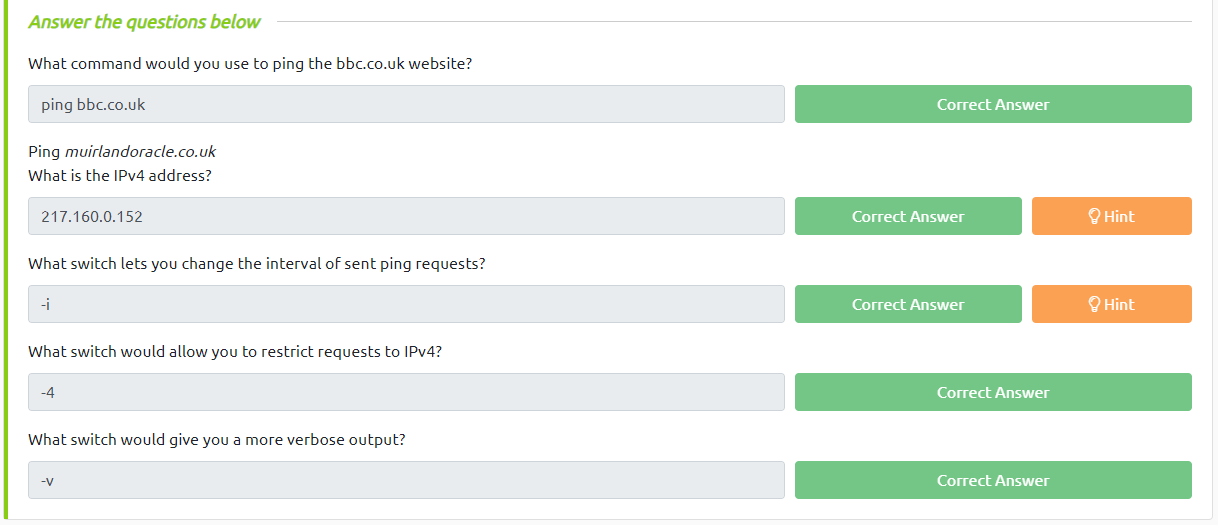 Answer the questions below
What command would you use to ping the bbc.co.uk website?
ping bbc.co.uk
Correct Answer
Ping muirlandoracle.co.uk
What is the IPv4 address?
217.160.0.152
Correct Answer
Hint
What switch lets you change the interval of sent ping requests?
-i
Correct Answer
Hint
What switch would allow you to restrict requests to IPv4?
-4
Correct Answer
What switch would give you a more verbose output?
-v
Correct Answer